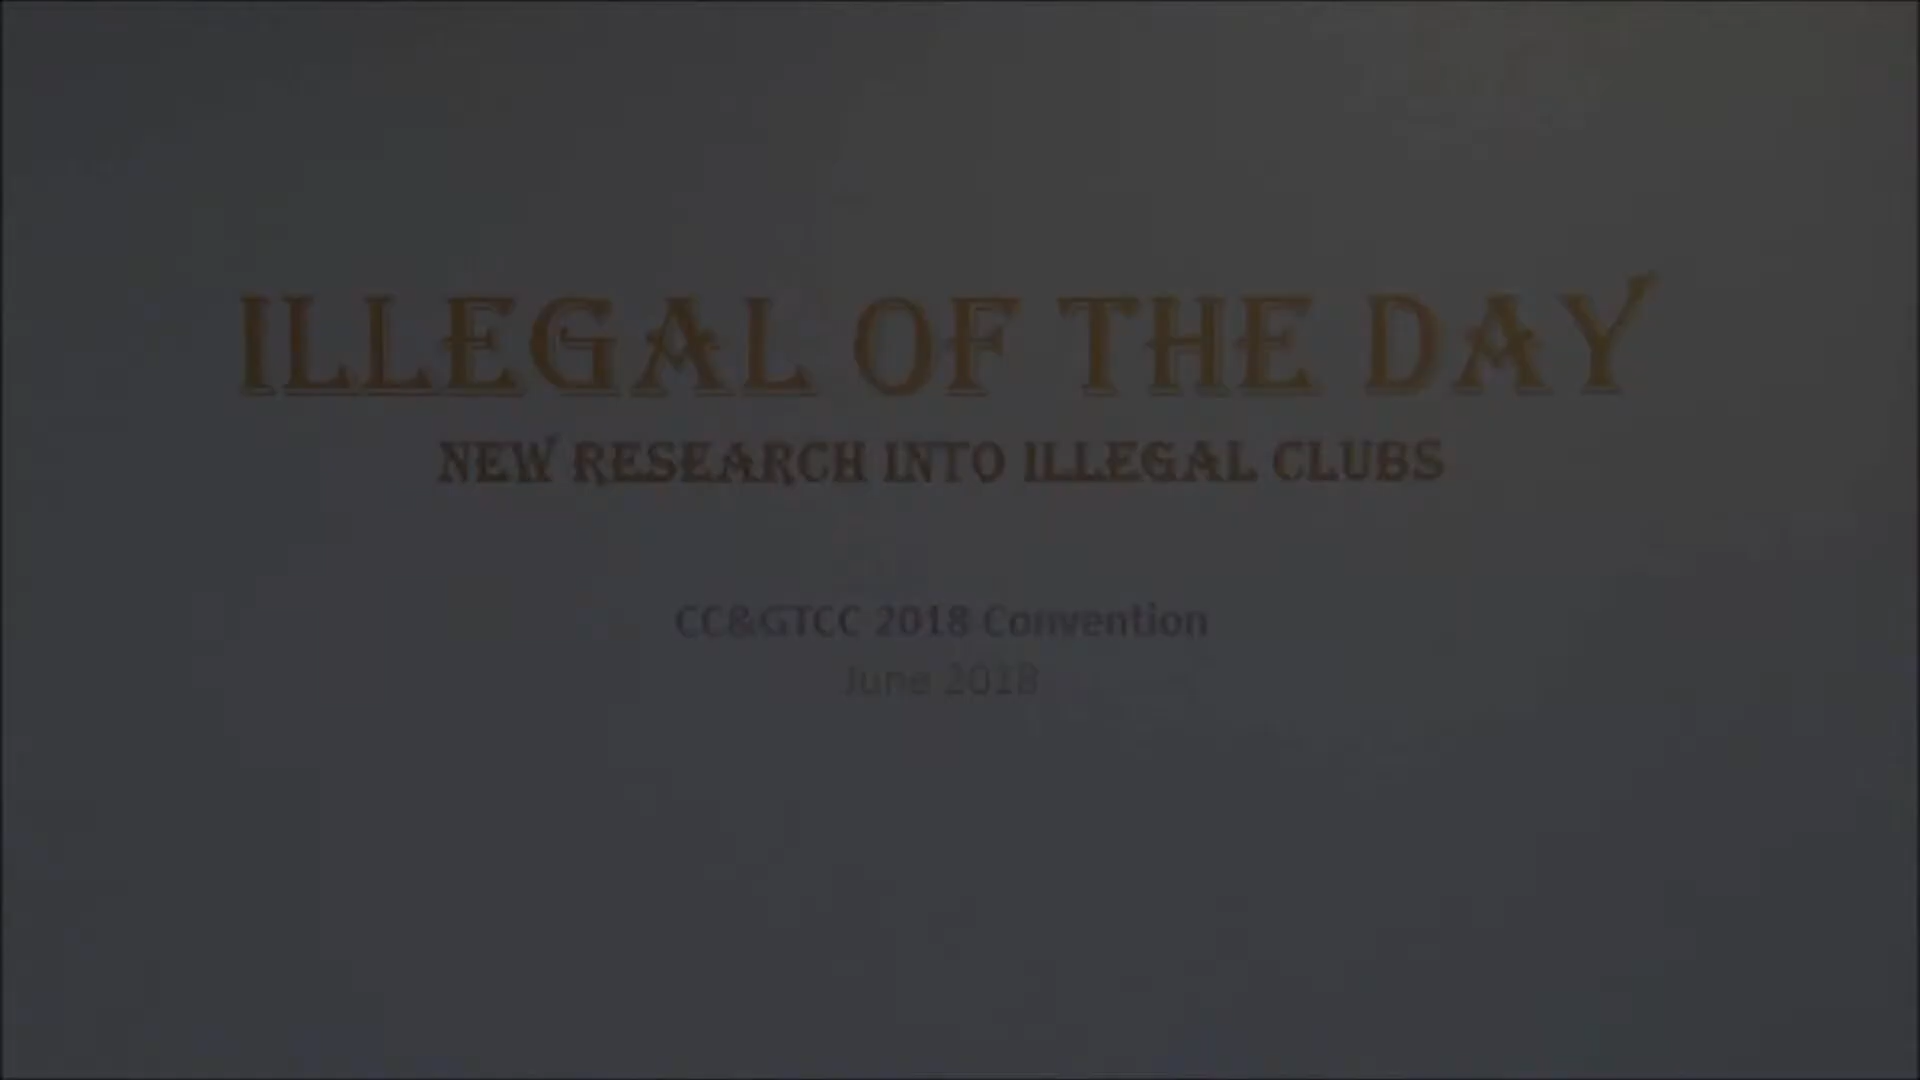 ILLEGAL OF THE DAY
NEW RESEARCH INTO ILLEGAL CLUBS
CC&GTCC 2018 Convention
June 2018